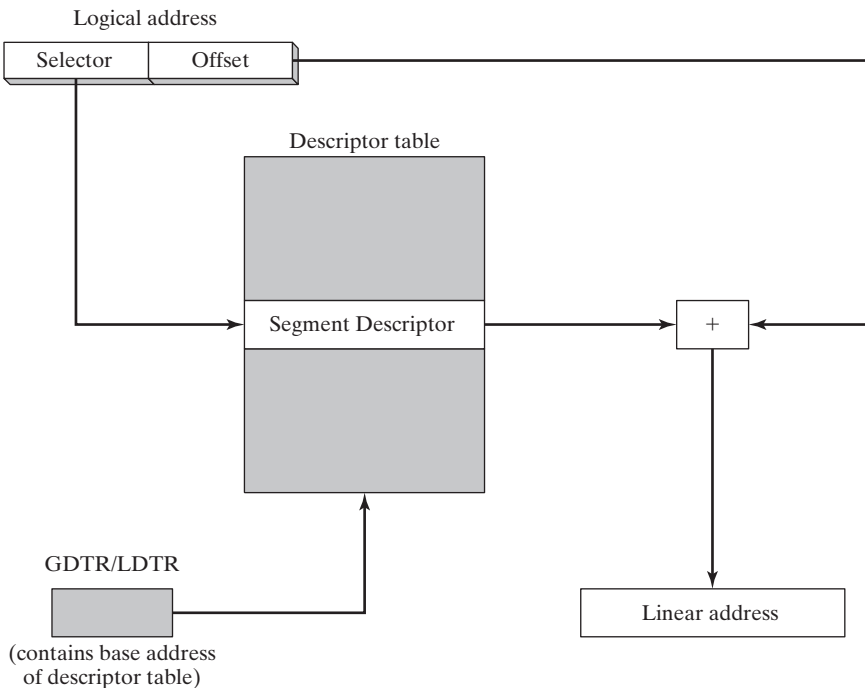 Logical address
Selector
Offset
Descriptor table
Segment Descriptor
+
GDTR/LDTR
Linear address
(contains base address
of descriptor table)